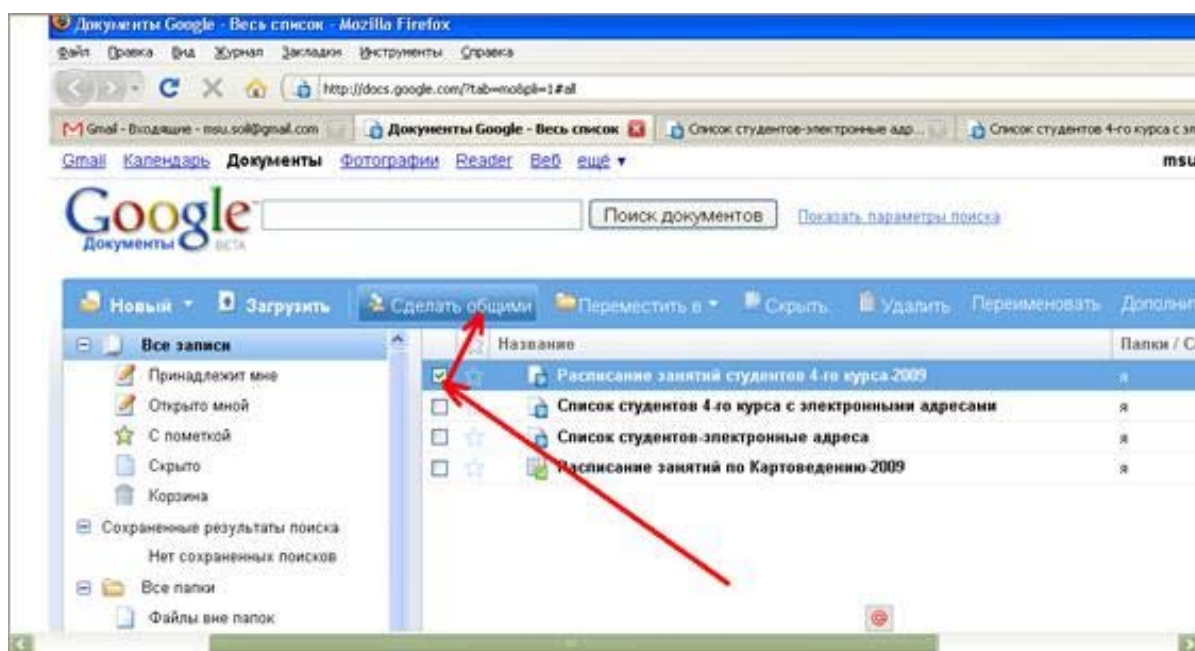 Документы Google - Весь список - Mozilla Firefox
Файл Правка Вид Журнал Закладки Инструменты Справка
http://docs.google.com/?tab=mo&pli=1#all
Gmail - Входящие - msu.soil@gmail.com Документы Google - Весь список Список студентов-электронные адр... Список студентов 4-го курса с эл
Gmail Календарь Документы Фотографии Reader Веб ещё ▼ msu
Google Поиск документов Показать параметры поиска
Документы BETA
Новый Загрузить Сделать общими Переместить в Скрыть Удалить Переименовать Дополнит
Все записи Название Папки / С
Принадлежит мне Расписание занятий студентов 4-го курса-2009 я
Открыто мной Список студентов 4-го курса с электронными адресами я
С пометкой Список студентов-электронные адреса я
Скрыто Расписание занятий по Картоведению-2009 я
Корзина
Сохраненные результаты поиска
Нет сохраненных поисков
Все папки
Файлы вне папок